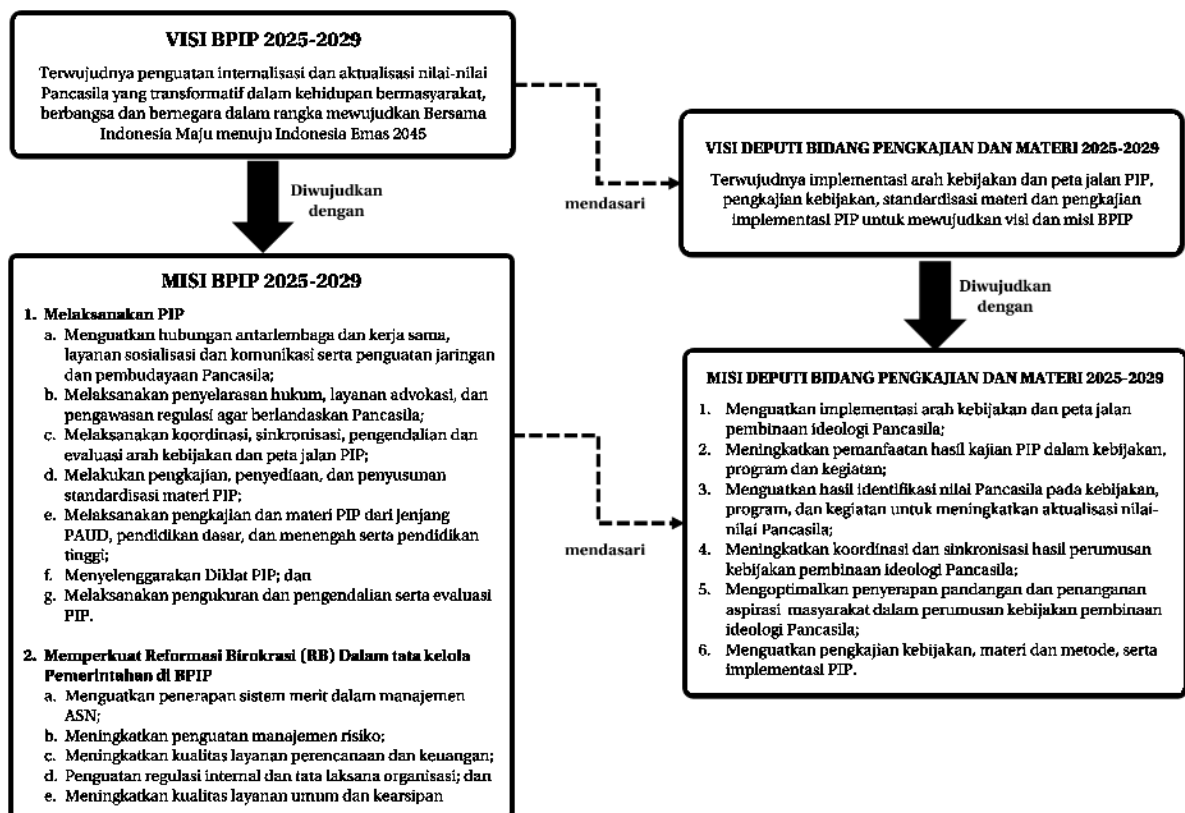 VISI BPIP 2025-2029
Terwujudnya penguatan internalisasi dan aktualisasi nilai-nilai
Pancasila yang transformatif dalam kehidupan bermasyarakat,
berbangsa dan bernegara dalam rangka mewujudkan Bersama
Indonesia Maju menuju Indonesia Emas 2045
Diwujudkan
dengan
MISI BPIP 2025-2029
1. Melaksanakan PIP
a. Menguatkan hubungan antarlembaga dan kerja sama,
layanan sosialisasi dan komunikasi serta penguatan jaringan
dan pembudayaan Pancasila;
b. Melaksanakan penyelarasan hukum, layanan advokasi, dan
pengawasan regulasi agar berlandaskan Pancasila;
c. Melaksanakan koordinasi, sinkronisasi, pengendalian dan
evaluasi arah kebijakan dan peta jalan PIP;
d. Melakukan pengkajian, penyediaan, dan penyusunan
standardisasi materi PIP;
e. Melaksanakan pengkajian dan materi PIP dari jenjang
PAUD, pendidikan dasar, dan menengah serta pendidikan
tinggi;
f. Menyelenggarakan Diklat PIP; dan
g. Melaksanakan pengukuran dan pengendalian serta evaluasi
PIP.
2. Memperkuat Reformasi Birokrasi (RB) Dalam tata kelola
Pemerintahan di BPIP
a. Menguatkan penerapan sistem merit dalam manajemen
ASN;
b. Meningkatkan penguatan manajemen risiko;
c. Meningkatkan kualitas layanan perencanaan dan keuangan;
d. Penguatan regulasi internal dan tata laksana organisasi; dan
e. Meningkatkan kualitas layanan umum dan kearsipan
mendasari
mendasari
VISI DEPUTI BIDANG PENGKAJIAN DAN MATERI 2025-2029
Terwujudnya implementasi arah kebijakan dan peta jalan PIP,
pengkajian kebijakan, standardisasi materi dan pengkajian
implementasi PIP untuk mewujudkan visi dan misi BPIP
Diwujudkan
dengan
MISI DEPUTI BIDANG PENGKAJIAN DAN MATERI 2025-2029
1. Menguatkan implementasi arah kebijakan dan peta jalan
pembinaan ideologi Pancasila;
2. Meningkatkan pemanfaatan hasil kajian PIP dalam kebijakan,
program dan kegiatan;
3. Menguatkan hasil identifikasi nilai Pancasila pada kebijakan,
program, dan kegiatan untuk meningkatkan aktualisasi nilai-
nilai Pancasila;
4. Meningkatkan koordinasi dan sinkronisasi hasil perumusan
kebijakan pembinaan ideologi Pancasila;
5. Mengoptimalkan penyerapan pandangan dan penanganan
aspirasi masyarakat dalam perumusan kebijakan pembinaan
ideologi Pancasila;
6. Menguatkan pengkajian kebijakan, materi dan metode, serta
implementasi PIP.